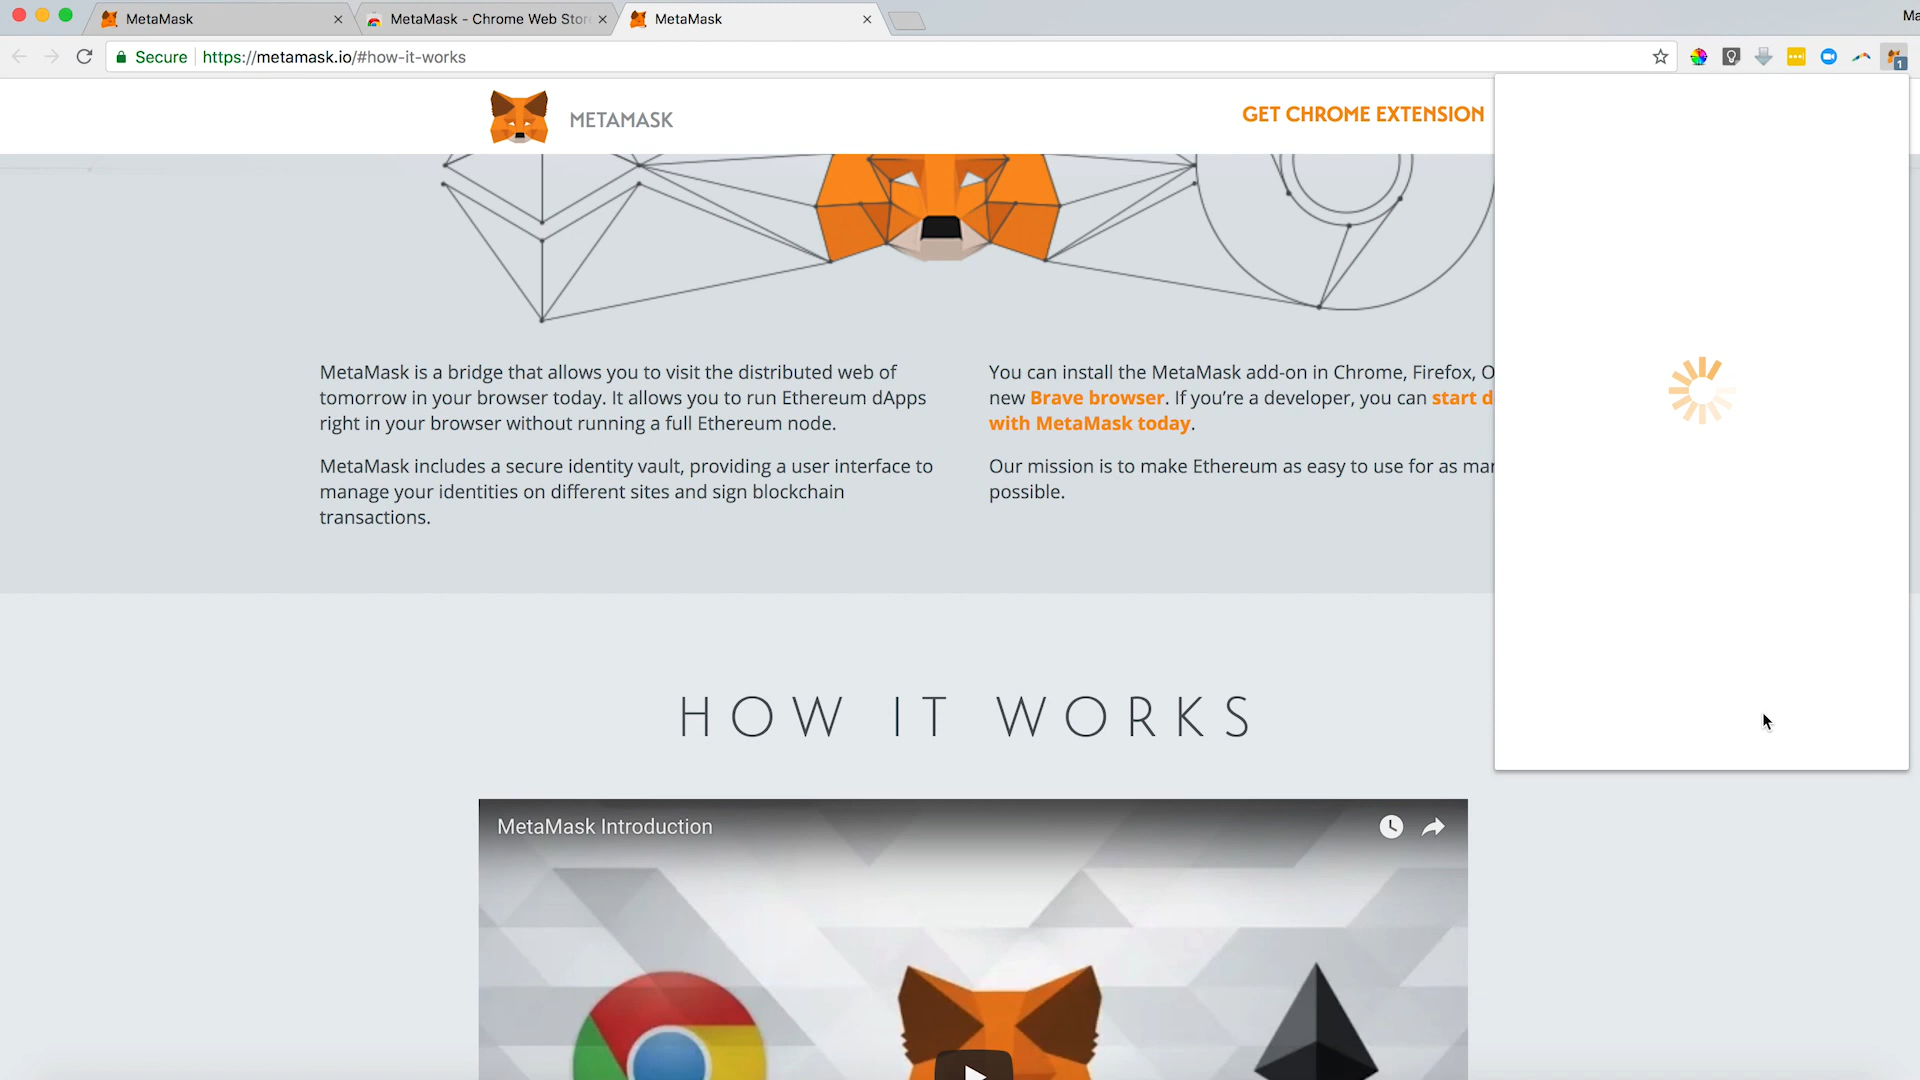 MetaMask
MetaMask - Chrome Web Stor
MetaMask
Ma
Secure
https://metamask.io/#how-it-works
1
METAMASK
GET CHROME EXTENSION
MetaMask is a bridge that allows you to visit the distributed web of
tomorrow in your browser today. It allows you to run Ethereum dApps
right in your browser without running a full Ethereum node.
MetaMask includes a secure identity vault, providing a user interface to
manage your identities on different sites and sign blockchain
transactions.
You can install the MetaMask add-on in Chrome, Firefox, O
new Brave browser. If you’re a developer, you can start d
with MetaMask today.
Our mission is to make Ethereum as easy to use for as mar
possible.
HOW IT WORKS
MetaMask Introduction